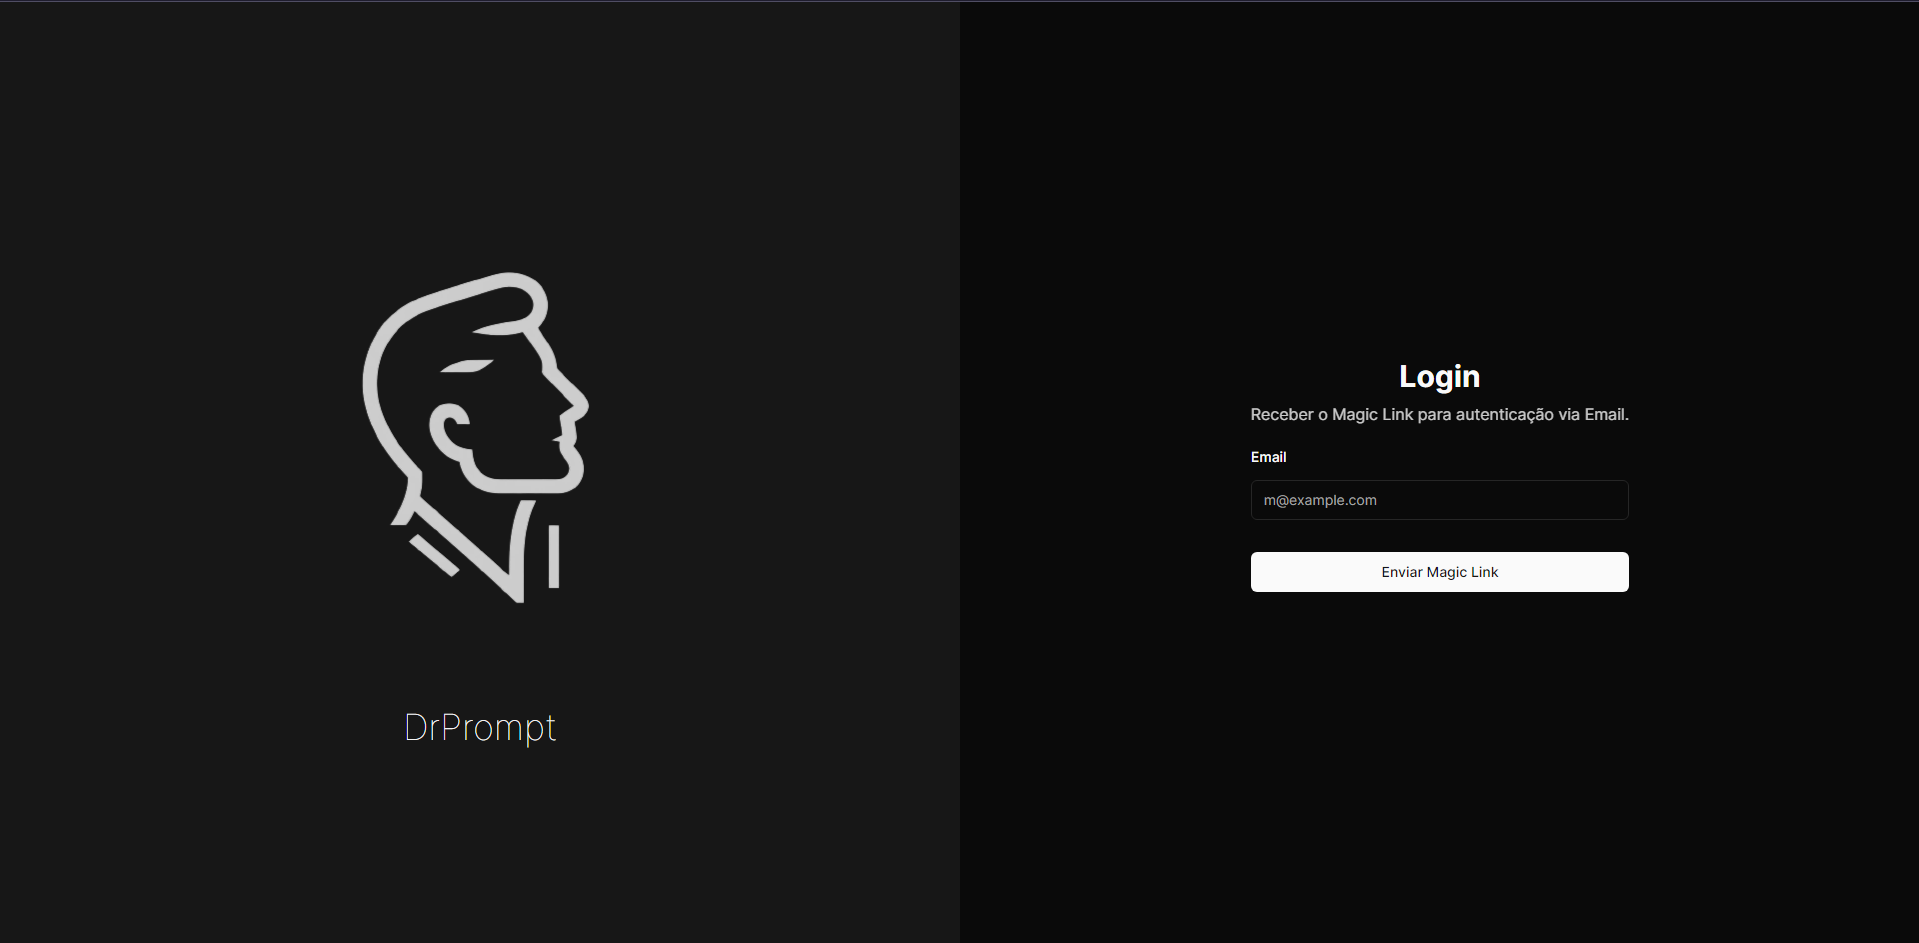 DrPrompt
Login
Receber o Magic Link para autenticação via Email.
Email
m@example.com
Enviar Magic Link